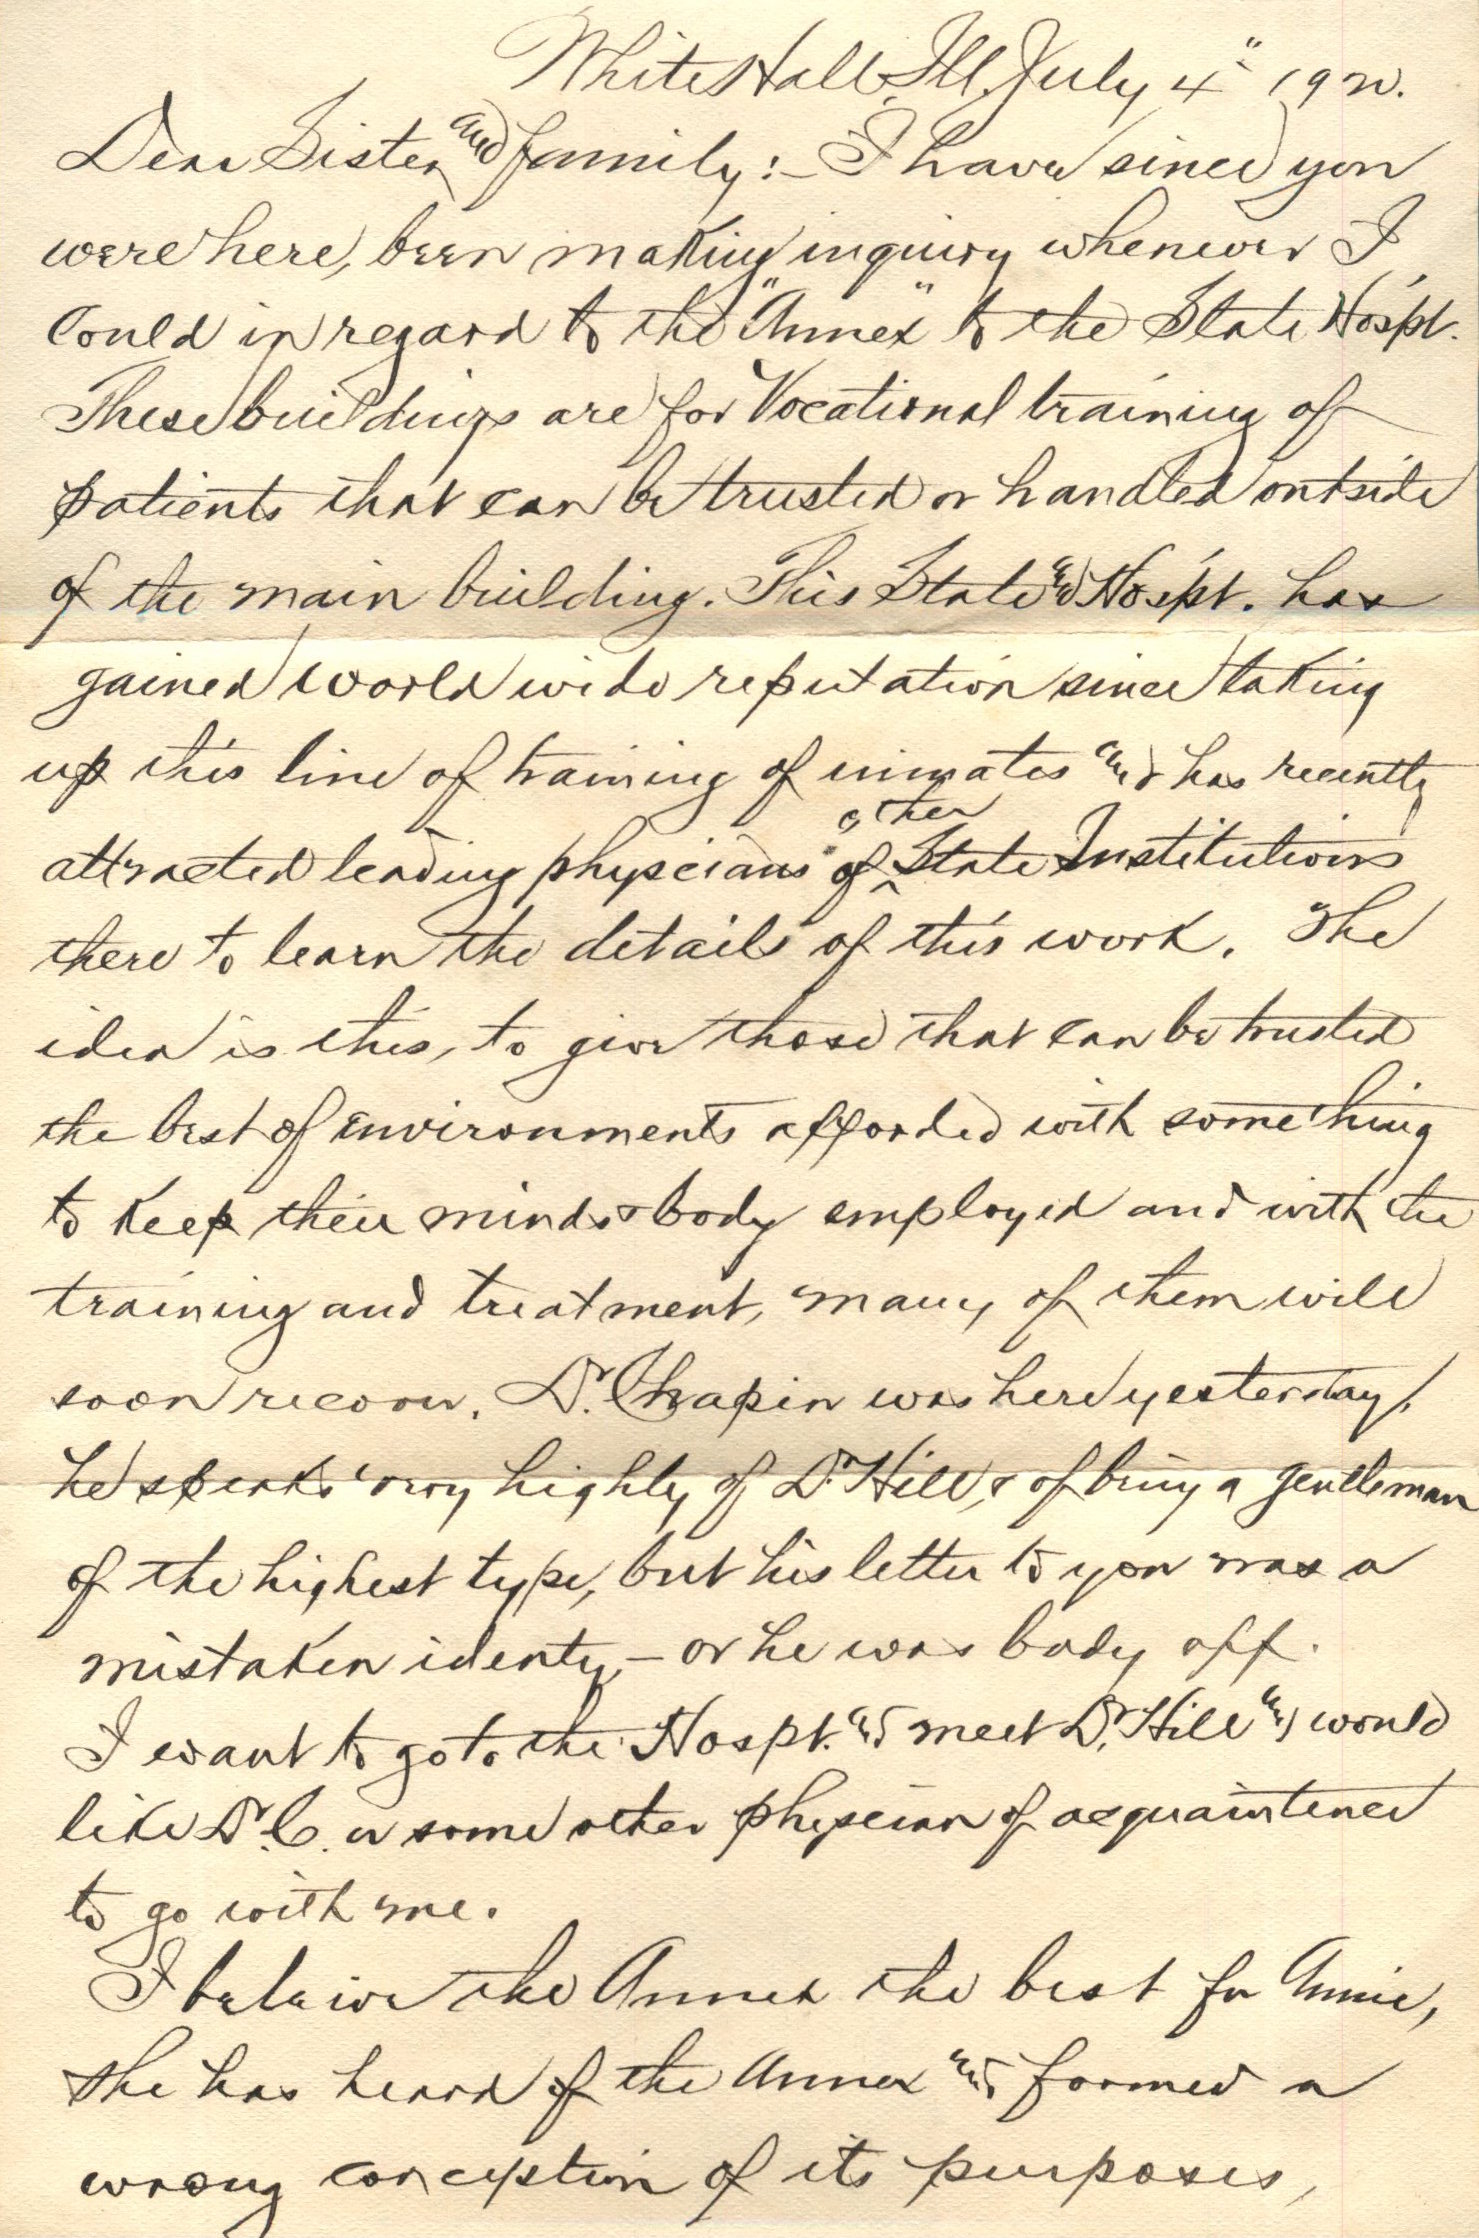 White Hall, Ill. July 4" 1920.
Dear Sister and family:– I have since you
were here, been making inquiry whenever I
could in regard to the "Annex" to the State Hospt.
These buildings are for Vocational training of
patients that can be trusted or handled outside
of the main building. This State Hospt. has
gained world wide reputation since taking
up this line of training of inmates and has recently
attracted leading physicians of other State Institutions
there to learn the details of this work. The
idea is this, to give those that can be trusted
the best of environments afforded with something
to keep their minds & body employed and with the
training and treatment, many of them will
soon recover. Dr. Chapin was here yesterday,
he speaks very highly of Dr. Hill, & of being a gentleman
of the highest type, but his letter to you was a
mistaken identy,– or he was body off.
I want to go to the Hospt. and meet Dr. Hill and would
like Dr. C. or some other physician of acquaintence
to go with me.
I beleive the Annex the best for Annie,
she has heard of the Annex and formed a
wrong conception of its purposes,